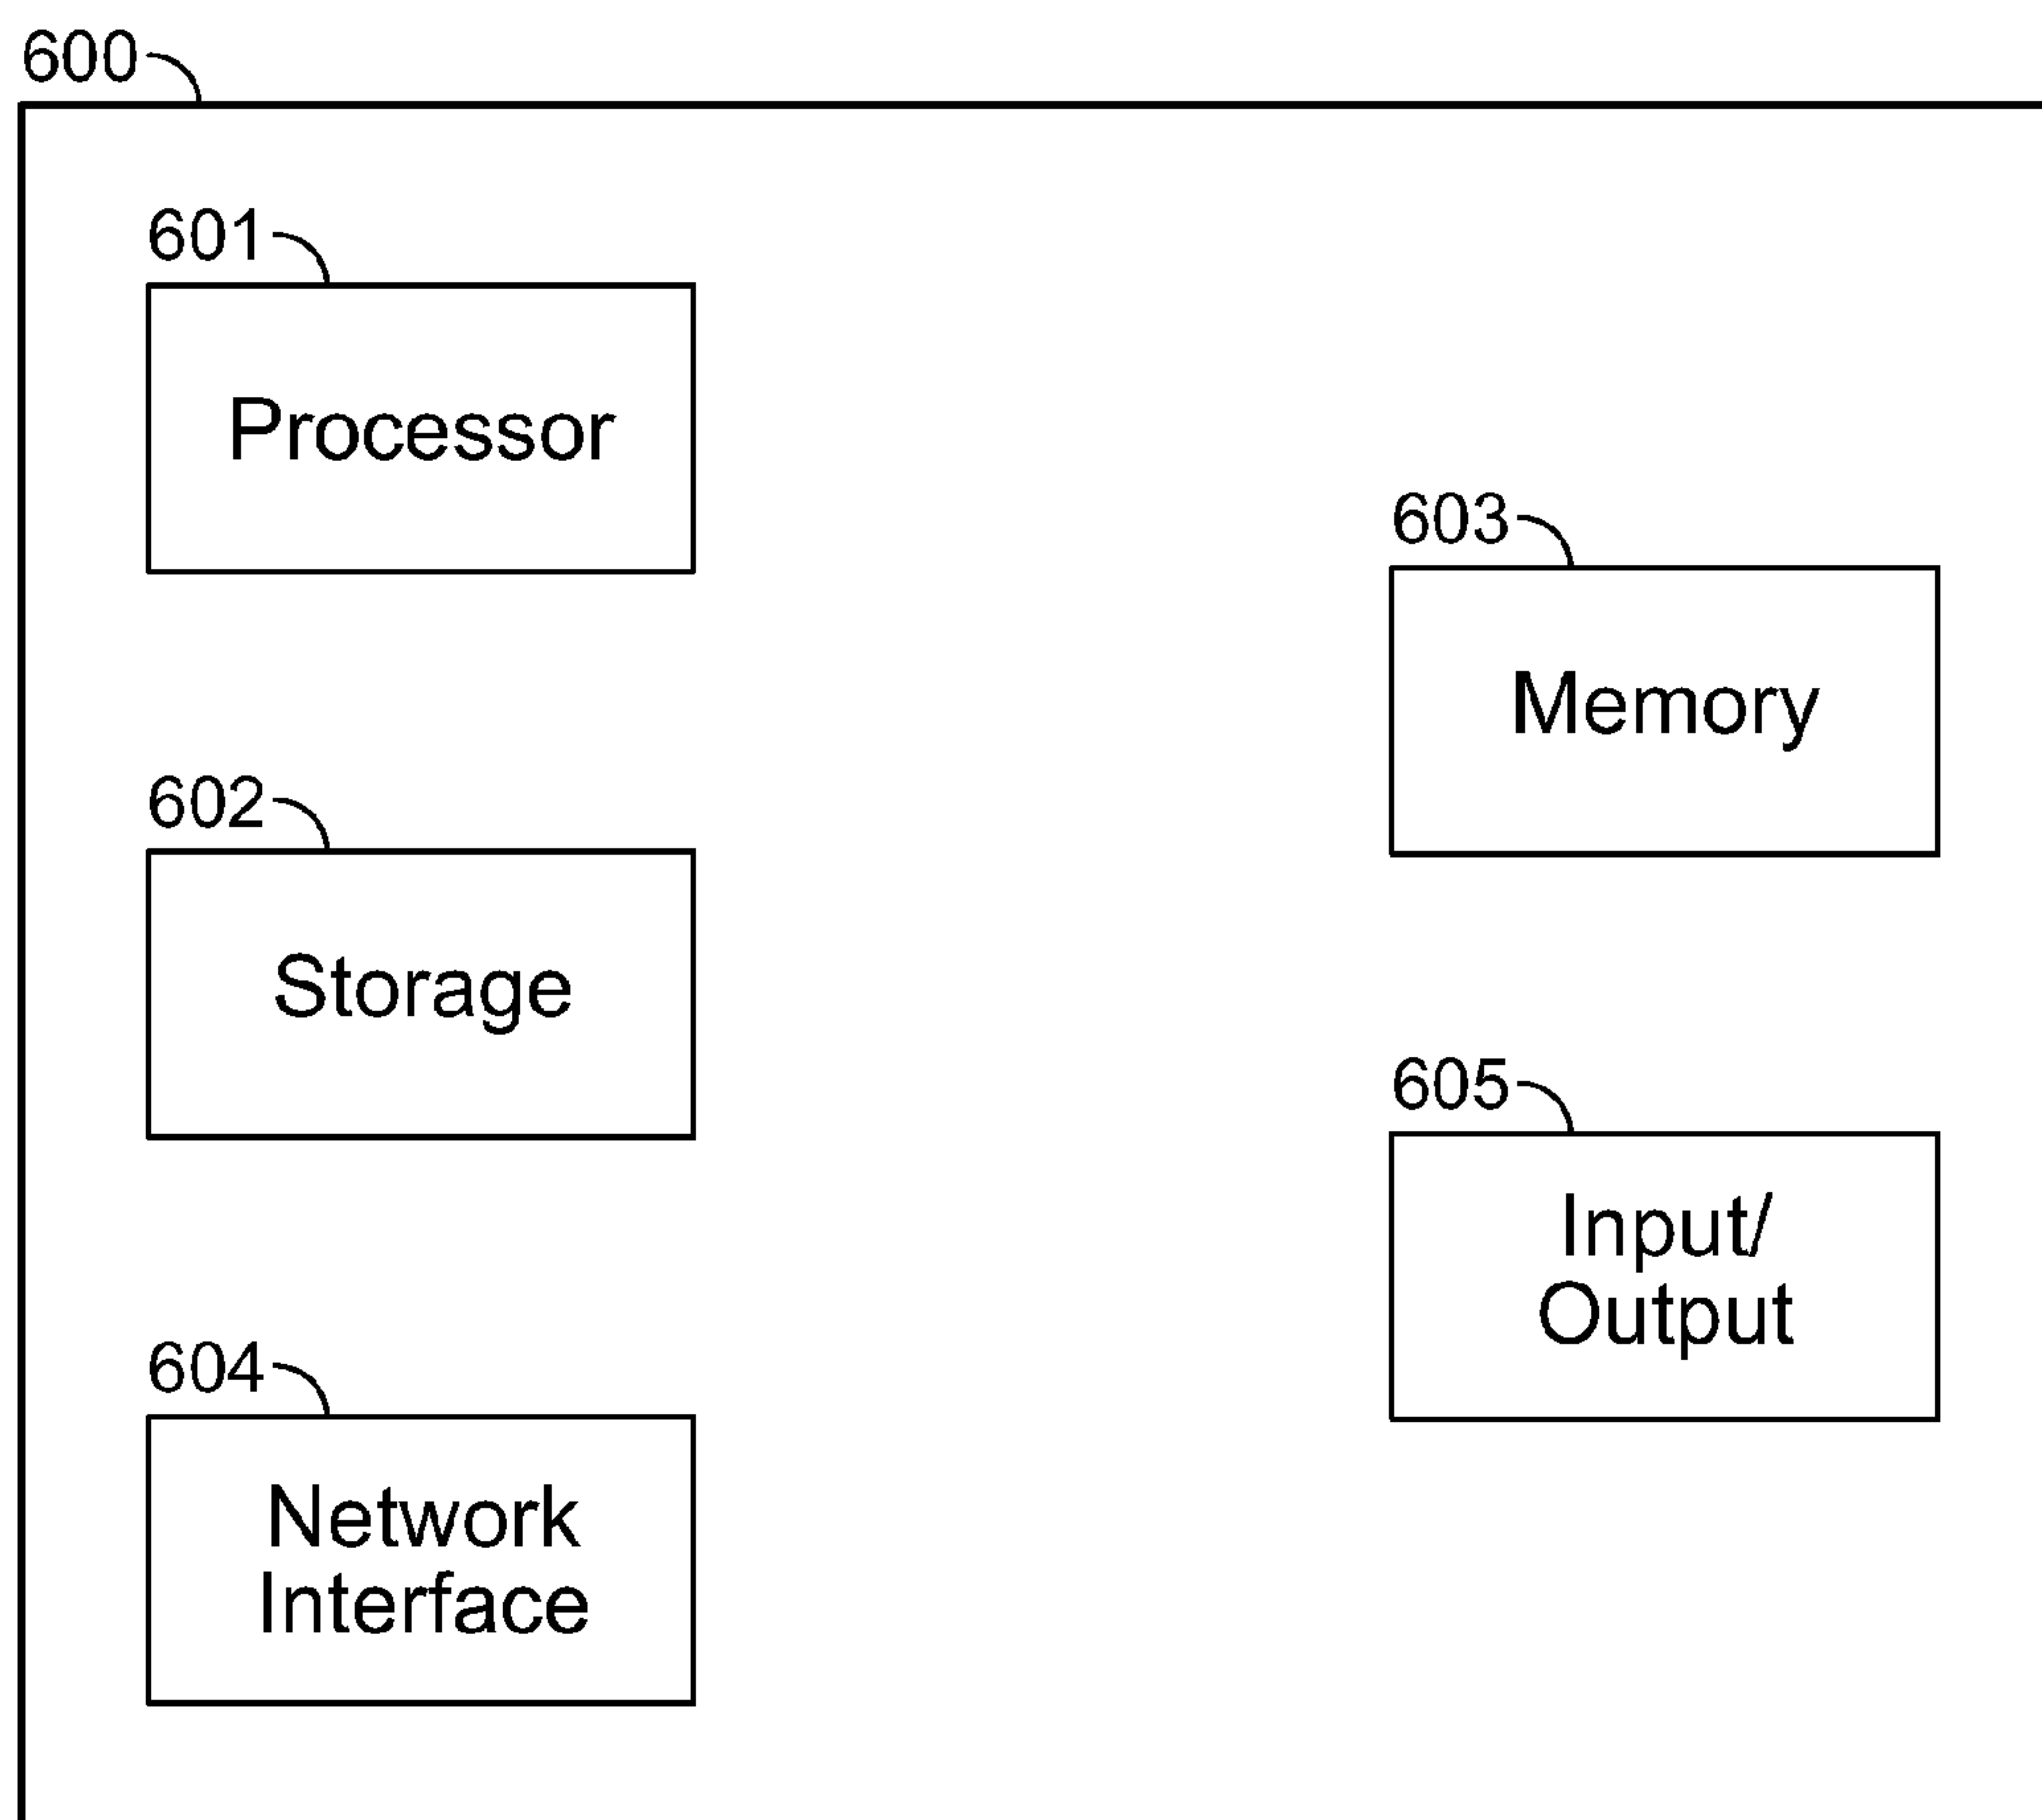 600
601
Processor
603
Memory
602
Storage
605
Input/
Output
604
Network
Interface